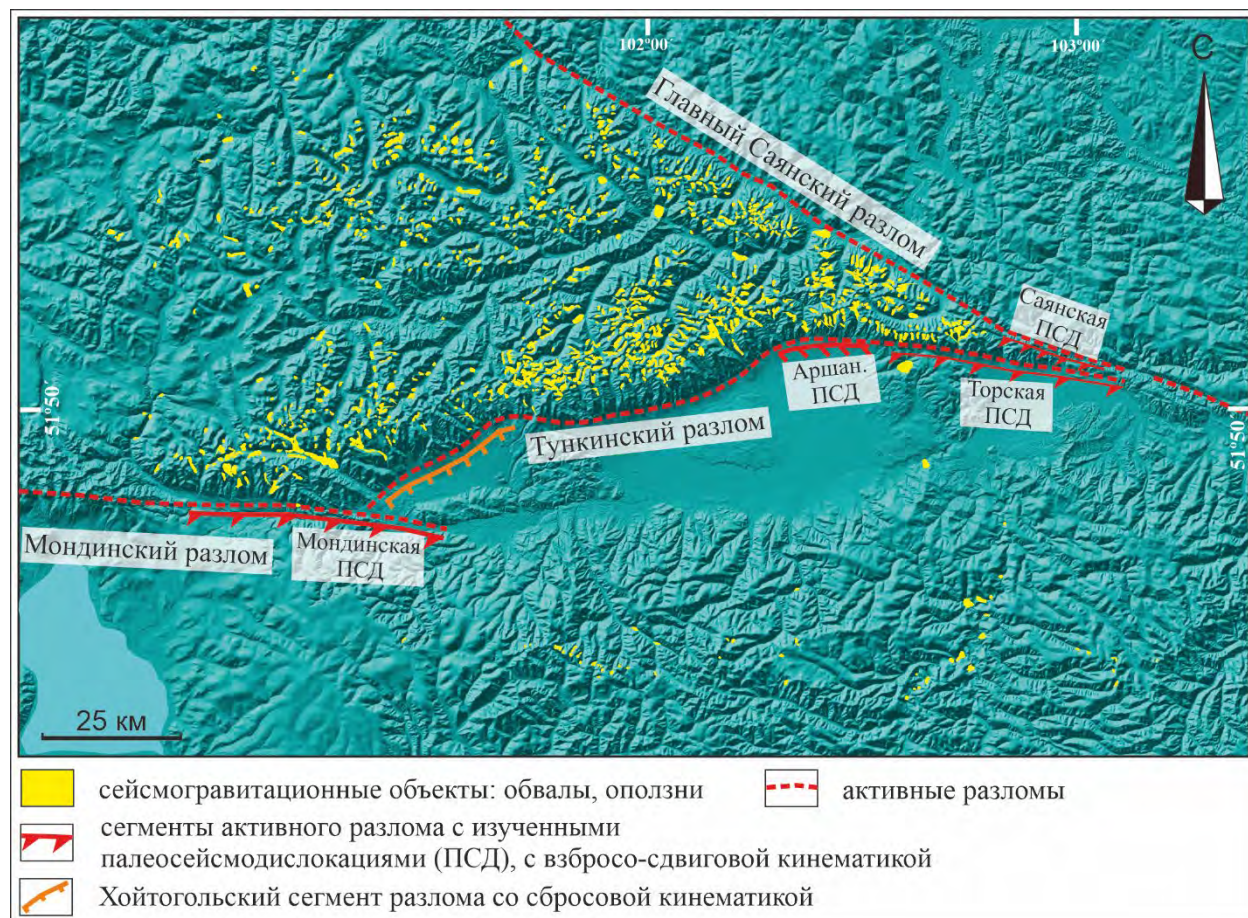 102°00´
103°00´
С
Главный Саянский разлом
Саянская
ПСД
Аршан.
ПСД
Торская
ПСД
51°50´
51°50´
Тункинский разлом
Мондинский разлом
Мондинская
ПСД
25 км
сейсмогравитационные объекты: обвалы, оползни
активные разломы
сегменты активного разлома с изученными
палеосейсмодислокациями (ПСД), с взбросо-сдвиговой кинематикой
Хойтогольский сегмент разлома со сбросовой кинематикой